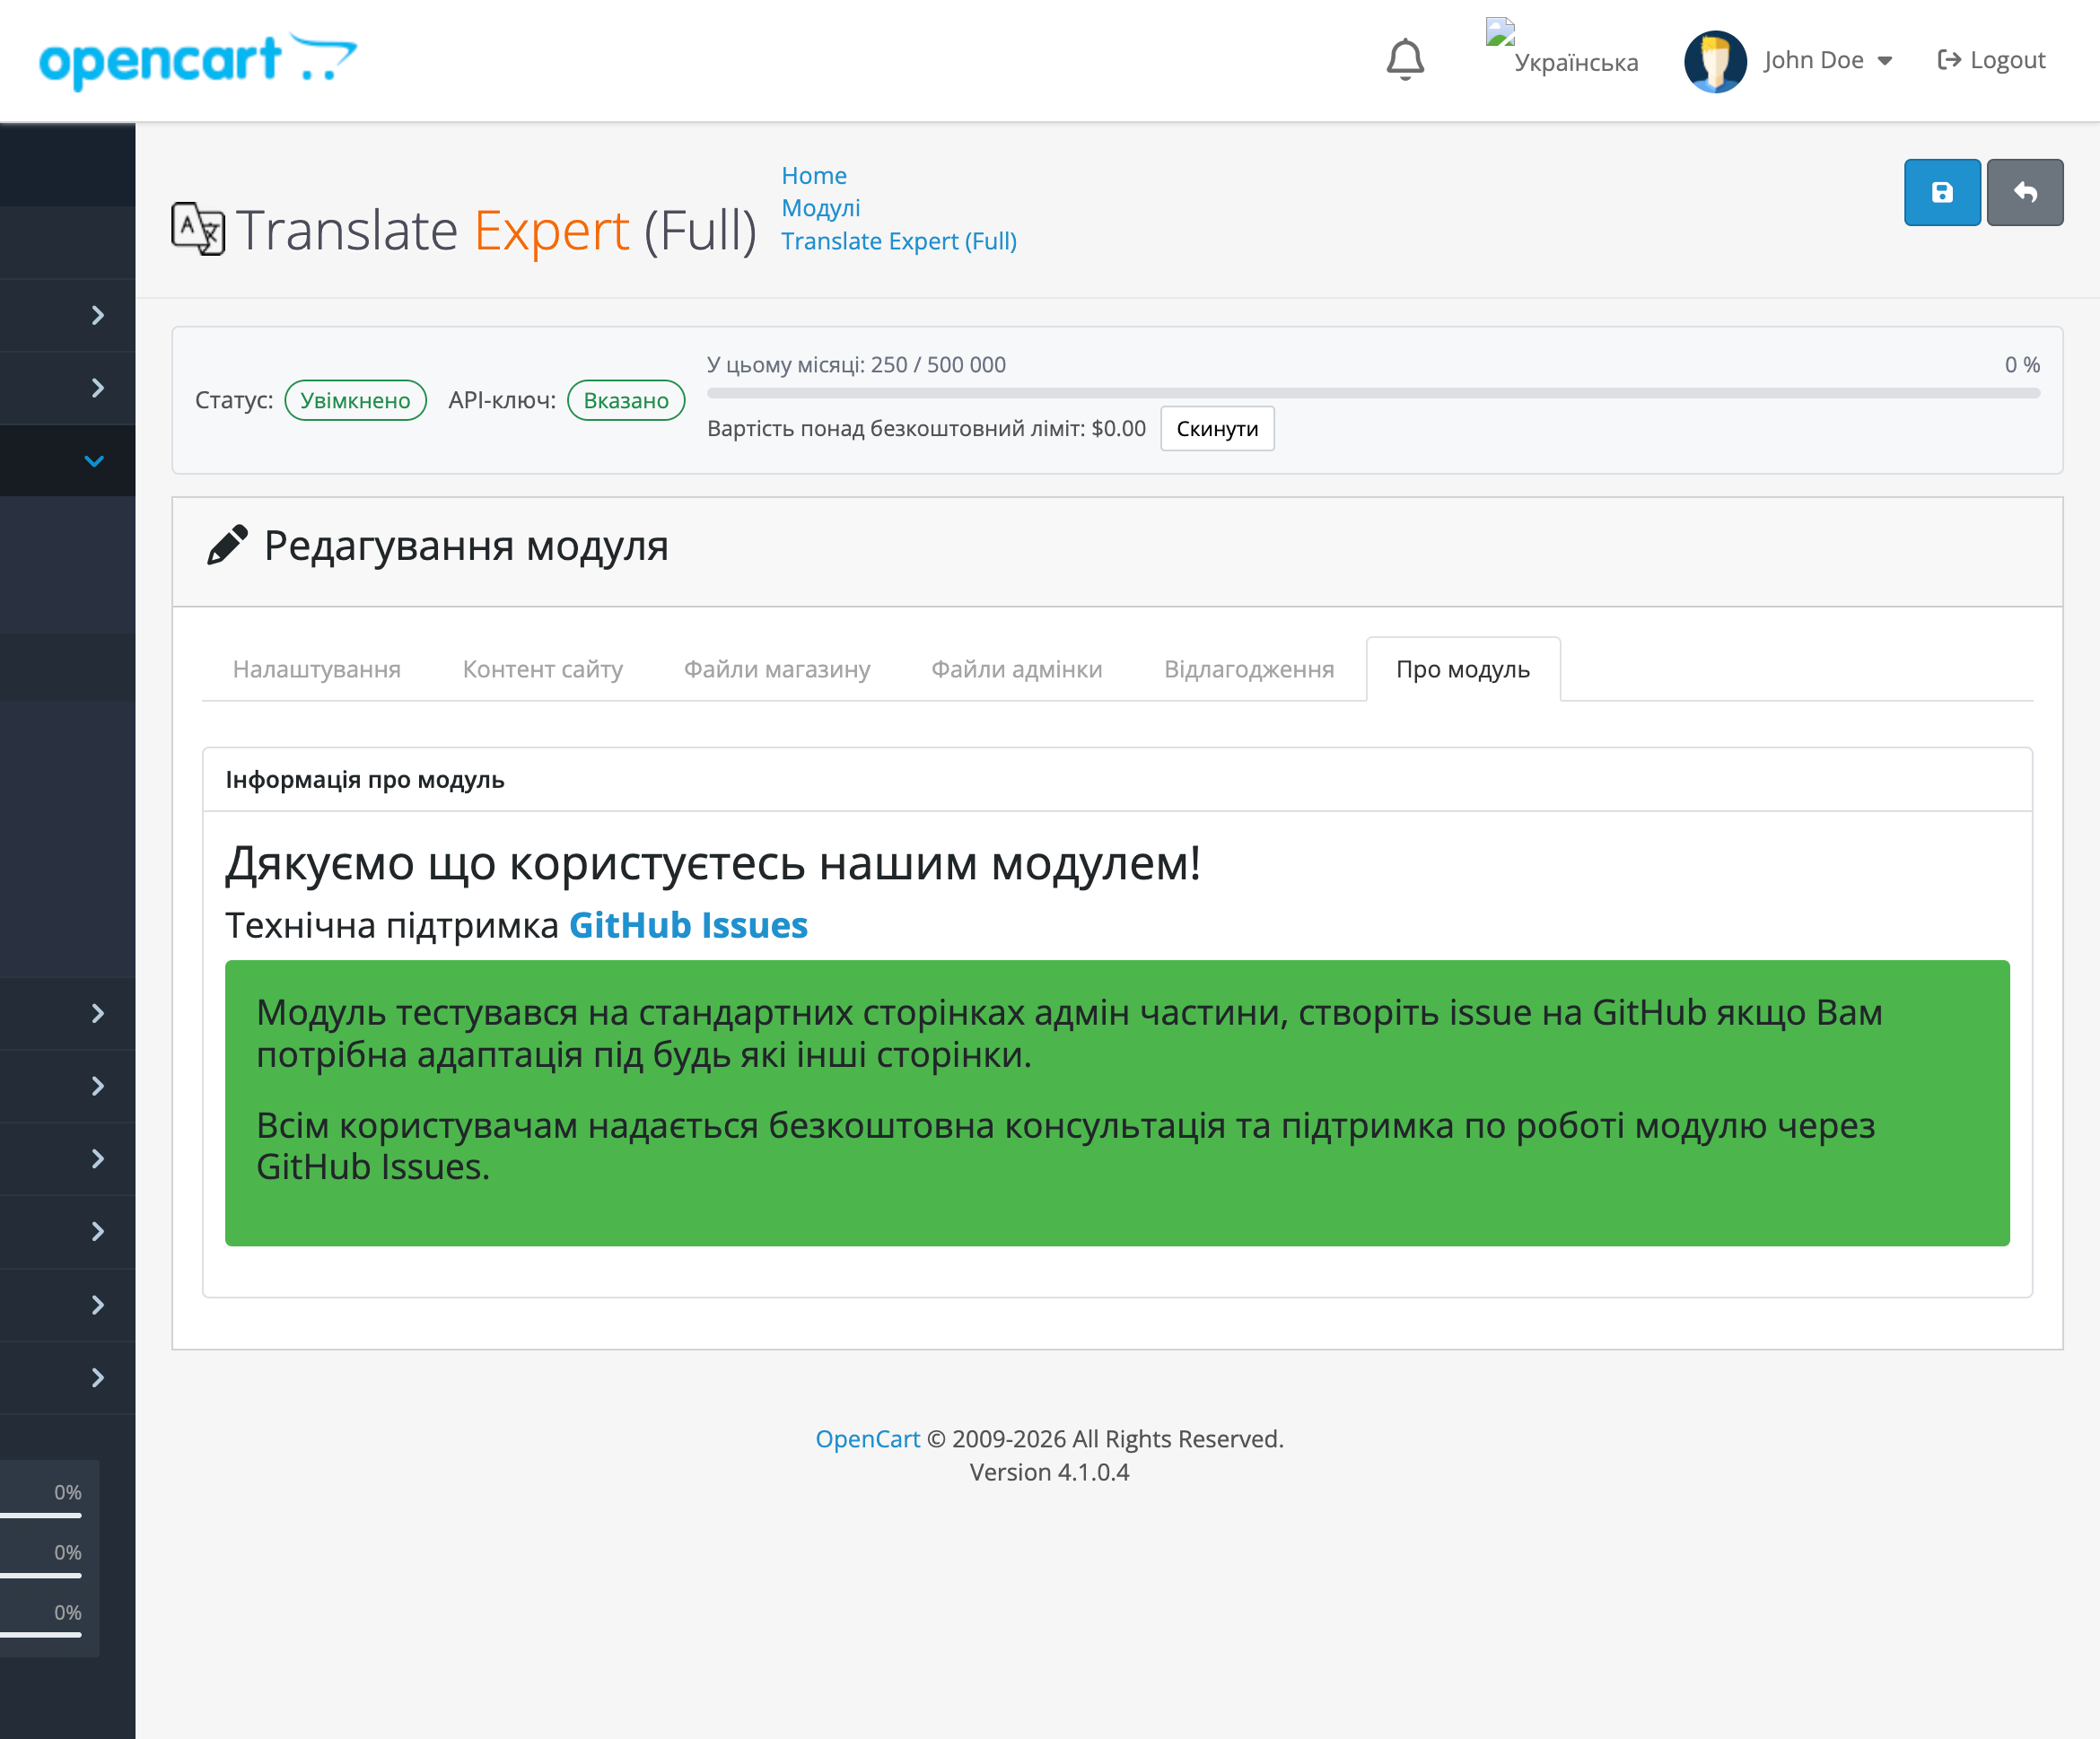 opencart
Українська
John Doe
Logout
Translate Expert (Full)
Home
Модулі
Translate Expert (Full)
Статус: Увімкнено API-ключ: Вказано
У цьому місяці: 250 / 500 000
0 %
Вартість понад безкоштовний ліміт: $0.00 Скинути
Редагування модуля
Налаштування Контент сайту Файли магазину Файли адмінки Відлагодження Про модуль
Інформація про модуль
Дякуємо що користуєтесь нашим модулем!
Технічна підтримка GitHub Issues
Модуль тестувався на стандартних сторінках адмін частини, створіть issue на GitHub якщо Вам
потрібна адаптація під будь які інші сторінки.
Всім користувачам надається безкоштовна консультація та підтримка по роботі модулю через
GitHub Issues.
OpenCart © 2009-2026 All Rights Reserved.
Version 4.1.0.4
0%
0%
0%